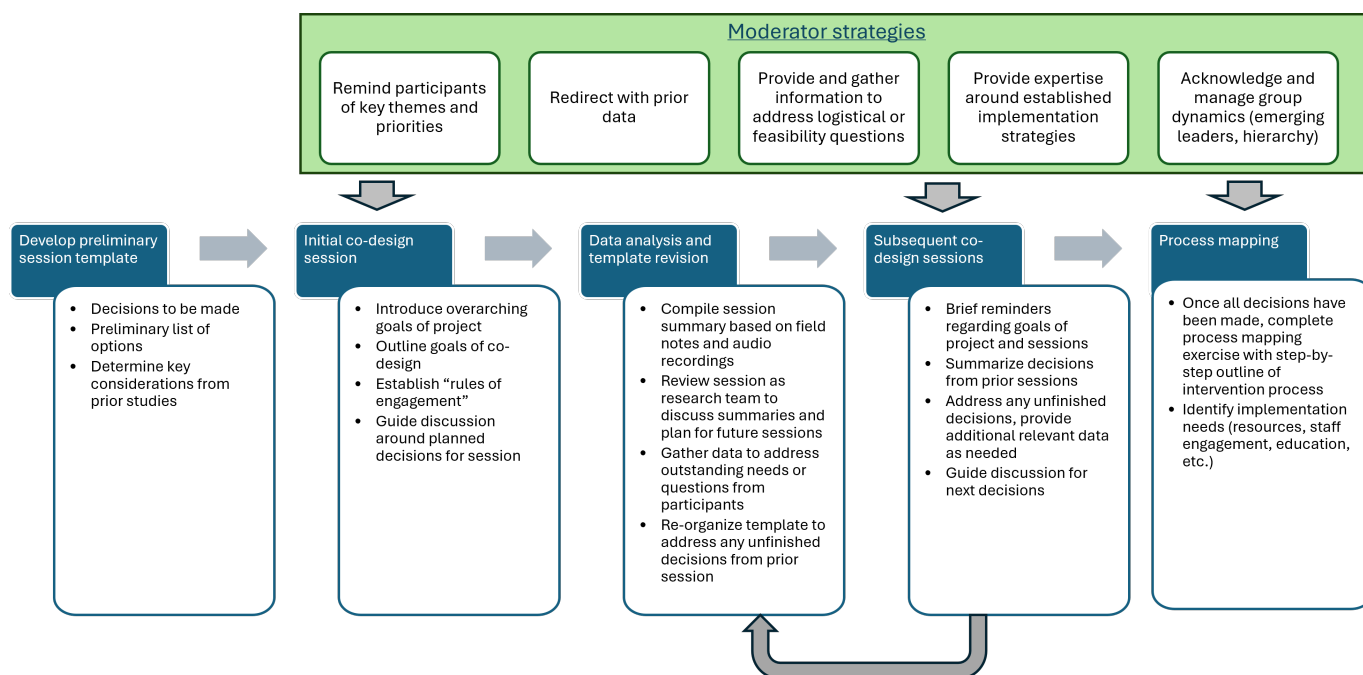 Moderator strategies
Remind participants
of key themes and
priorities
Redirect with prior
data
Provide and gather
information to
address logistical or
feasibility questions
Provide expertise
around established
implementation
strategies
Acknowledge and
manage group
dynamics (emerging
leaders, hierarchy)
Develop preliminary
session template
• Decisions to be made
• Preliminary list of
options
• Determine key
considerations from
prior studies
Initial co-design
session
• Introduce overarching
goals of project
• Outline goals of co-
design
• Establish “rules of
engagement”
• Guide discussion
around planned
decisions for session
Data analysis and
template revision
• Compile session
summary based on field
notes and audio
recordings
• Review session as
research team to
discuss summaries and
plan for future sessions
• Gather data to address
outstanding needs or
questions from
participants
• Re-organize template to
address any unfinished
decisions from prior
session
Subsequent co-
design sessions
• Brief reminders
regarding goals of
project and sessions
• Summarize decisions
from prior sessions
• Address any unfinished
decisions, provide
additional relevant data
as needed
• Guide discussion for
next decisions
Process mapping
• Once all decisions have
been made, complete
process mapping
exercise with step-by-
step outline of
intervention process
• Identify implementation
needs (resources, staff
engagement, education,
etc.)